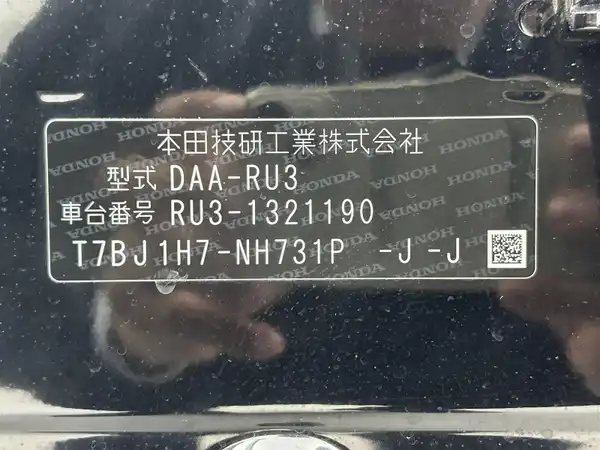 本田技研工業株式会社
型式 DAA-RU3
車台番号 RU3-1321190
T7BJ1H7-NH731P -J -J